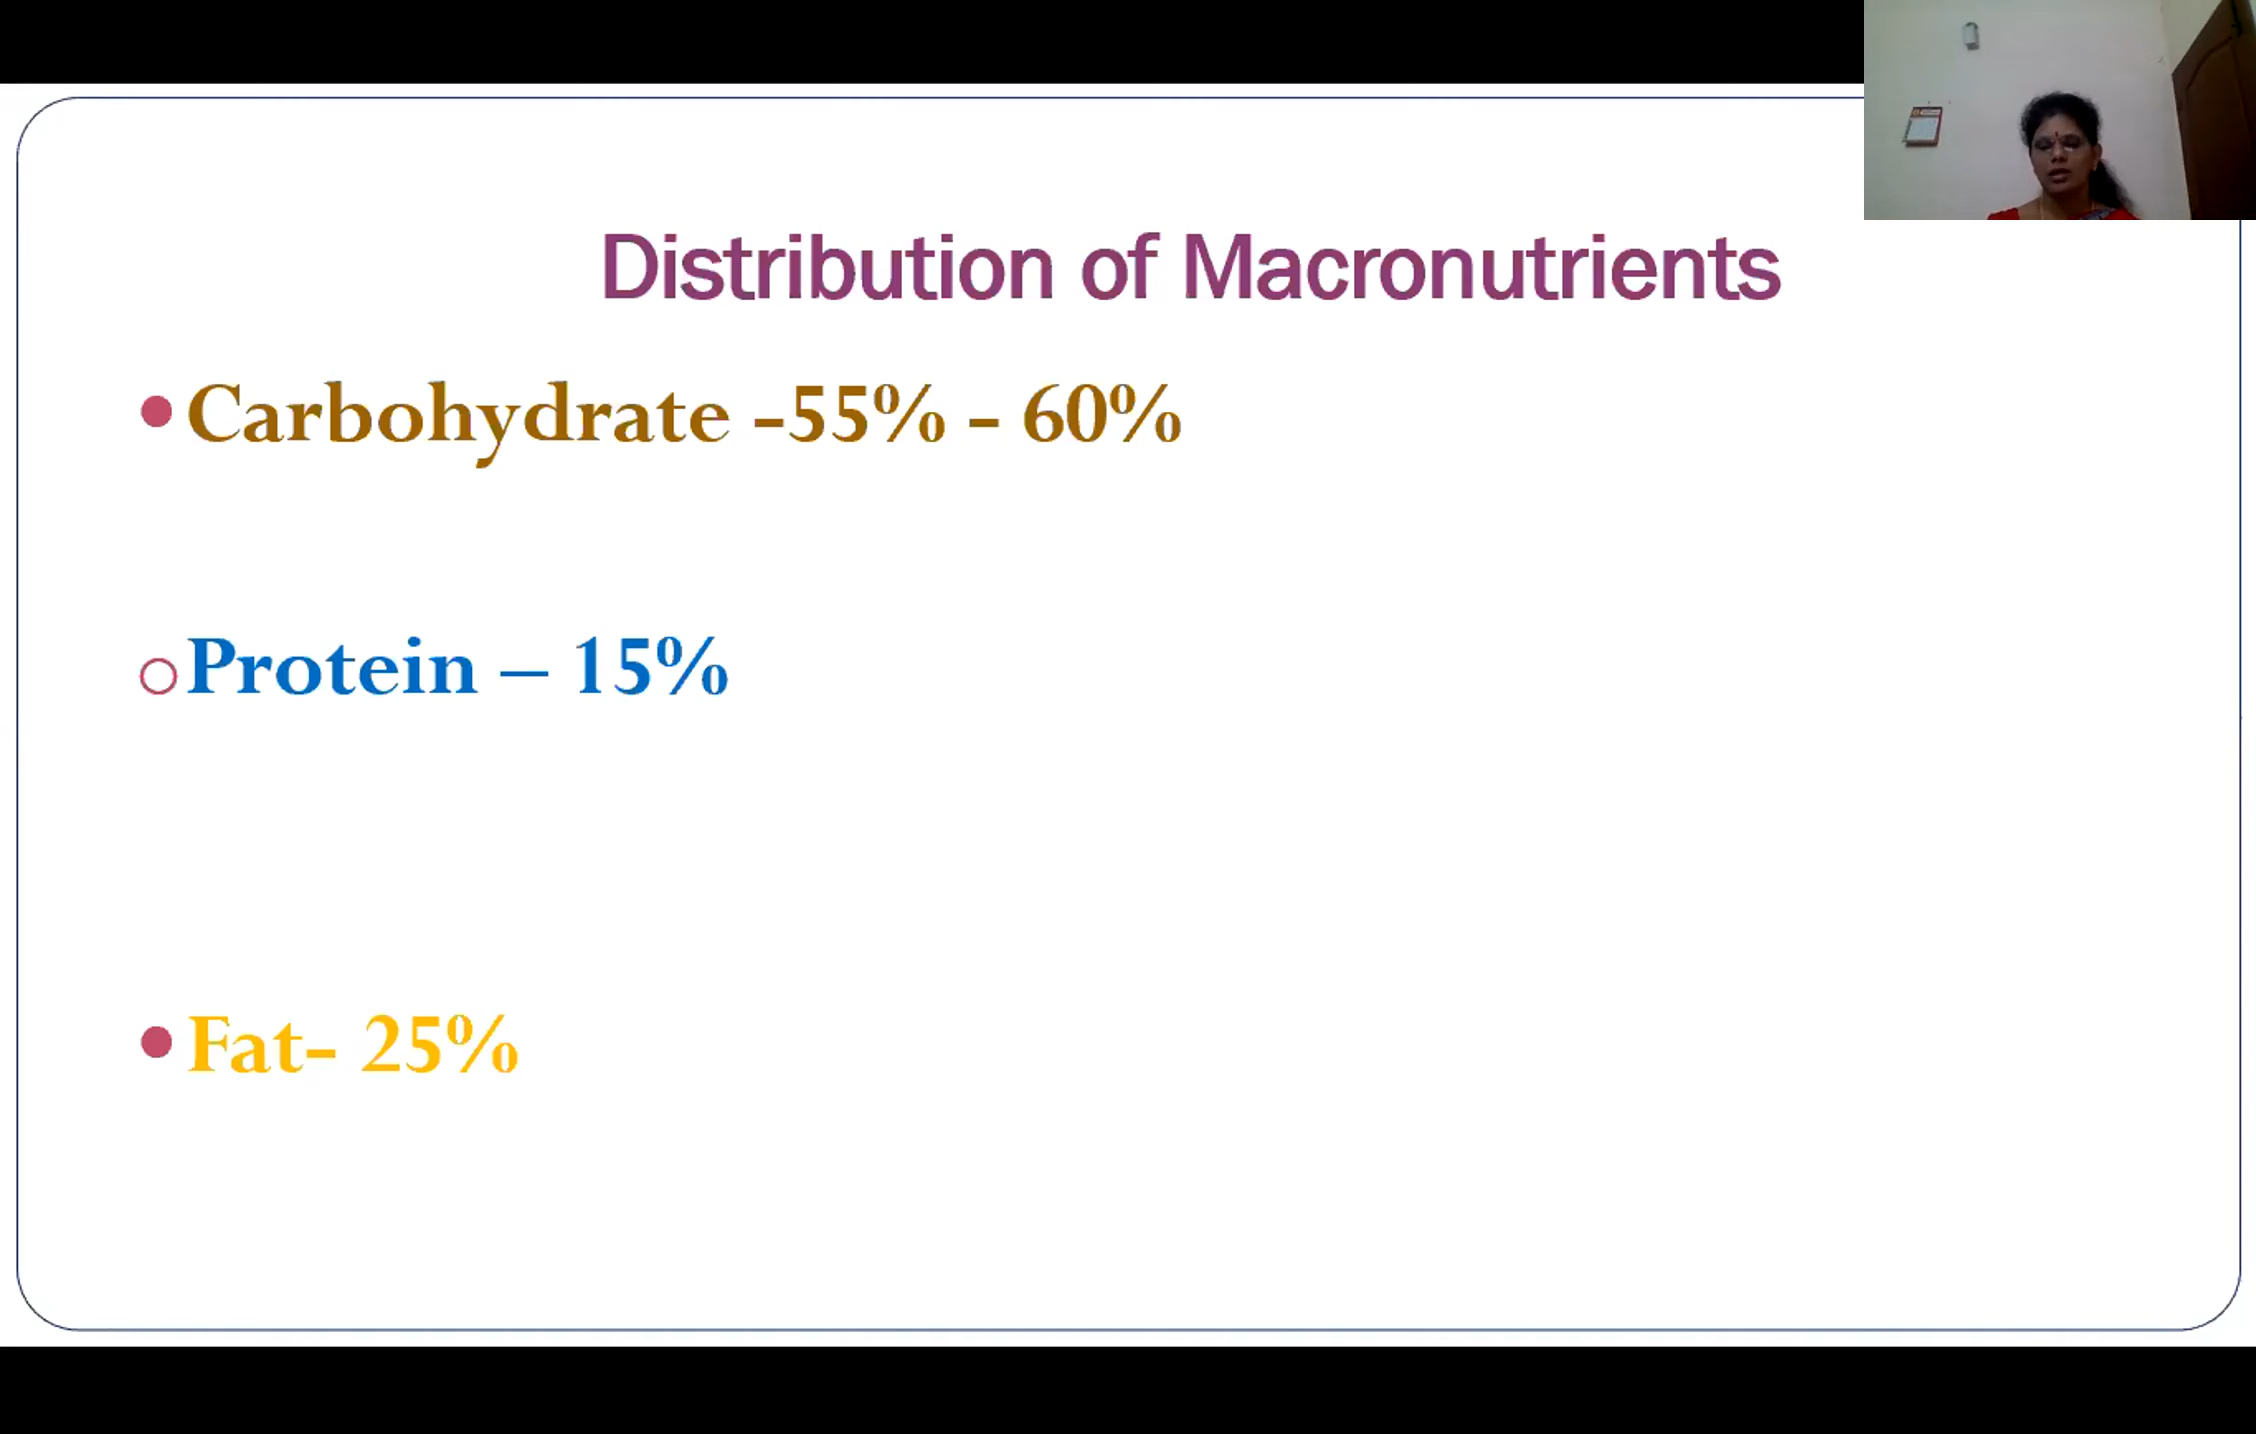 Distribution of Macronutrients
Carbohydrate -55% - 60%
Protein – 15%
Fat- 25%